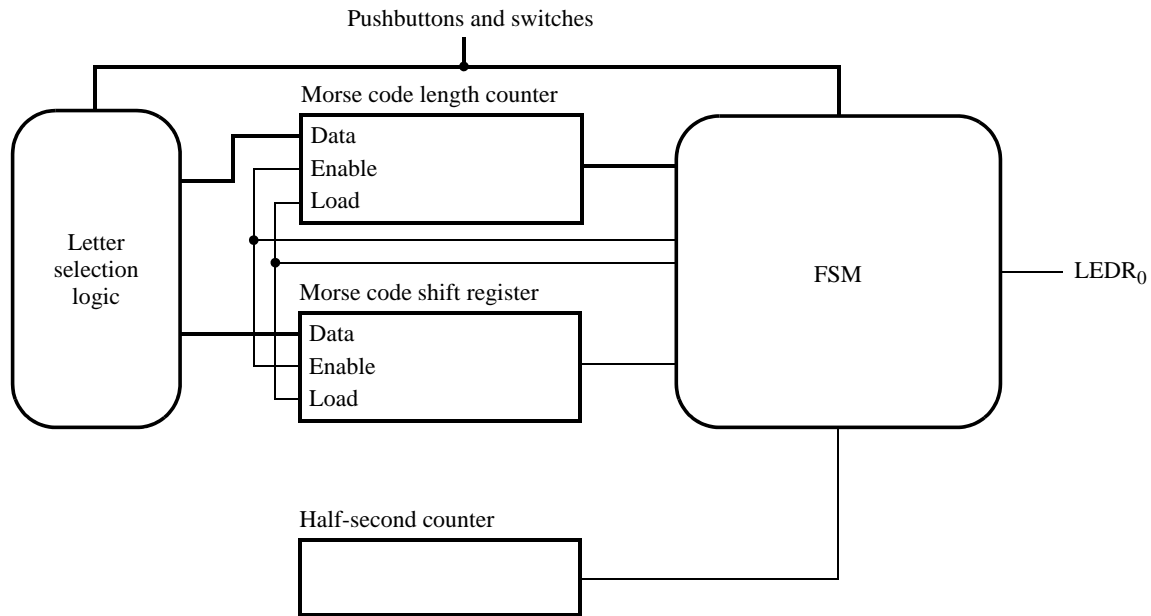 Pushbuttons and switches
Morse code length counter
Data
Enable
Load
Letter
selection
logic
FSM
LEDR0
Morse code shift register
Data
Enable
Load
Half-second counter